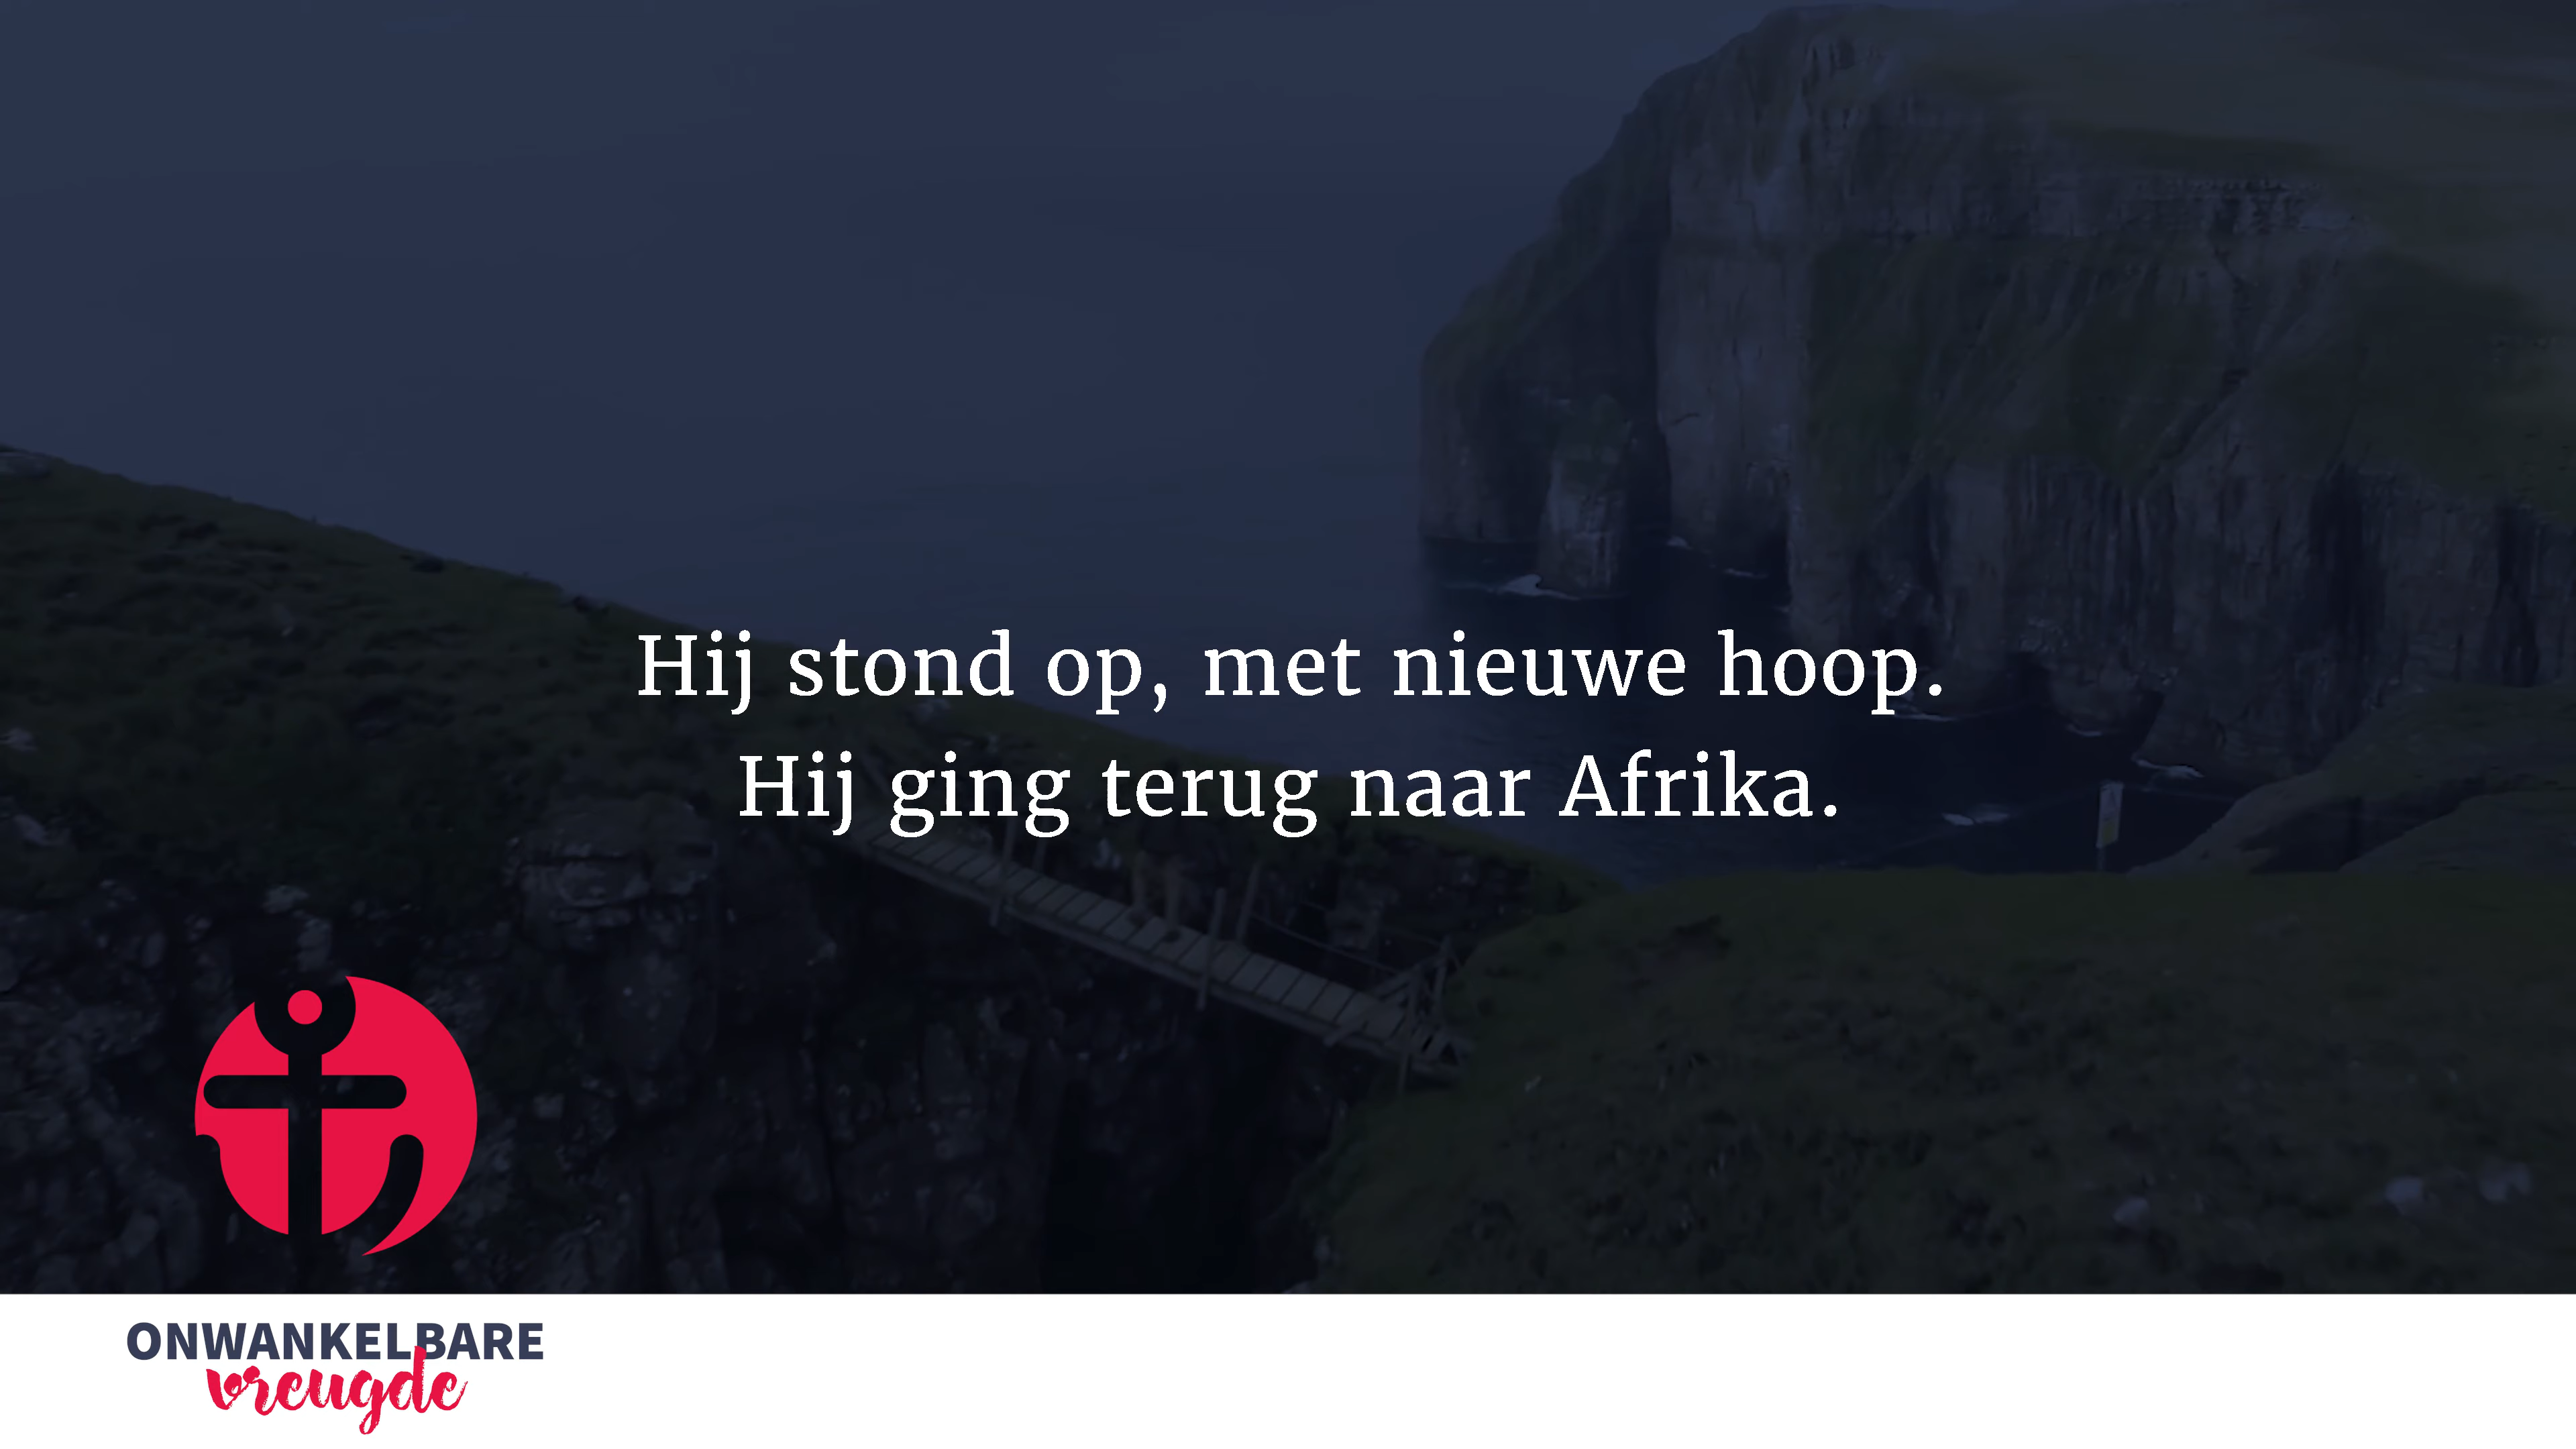 Hij stond op, met nieuwe hoop.
Hij ging terug naar Afrika.
ONWANKELBARE
vreugde